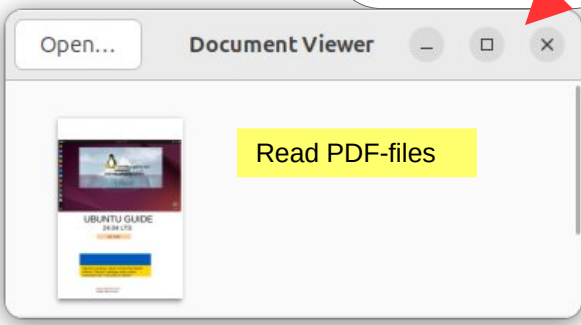 Open...
Document Viewer
Read PDF-files
UBUNTU GUIDE
24.04 LTS